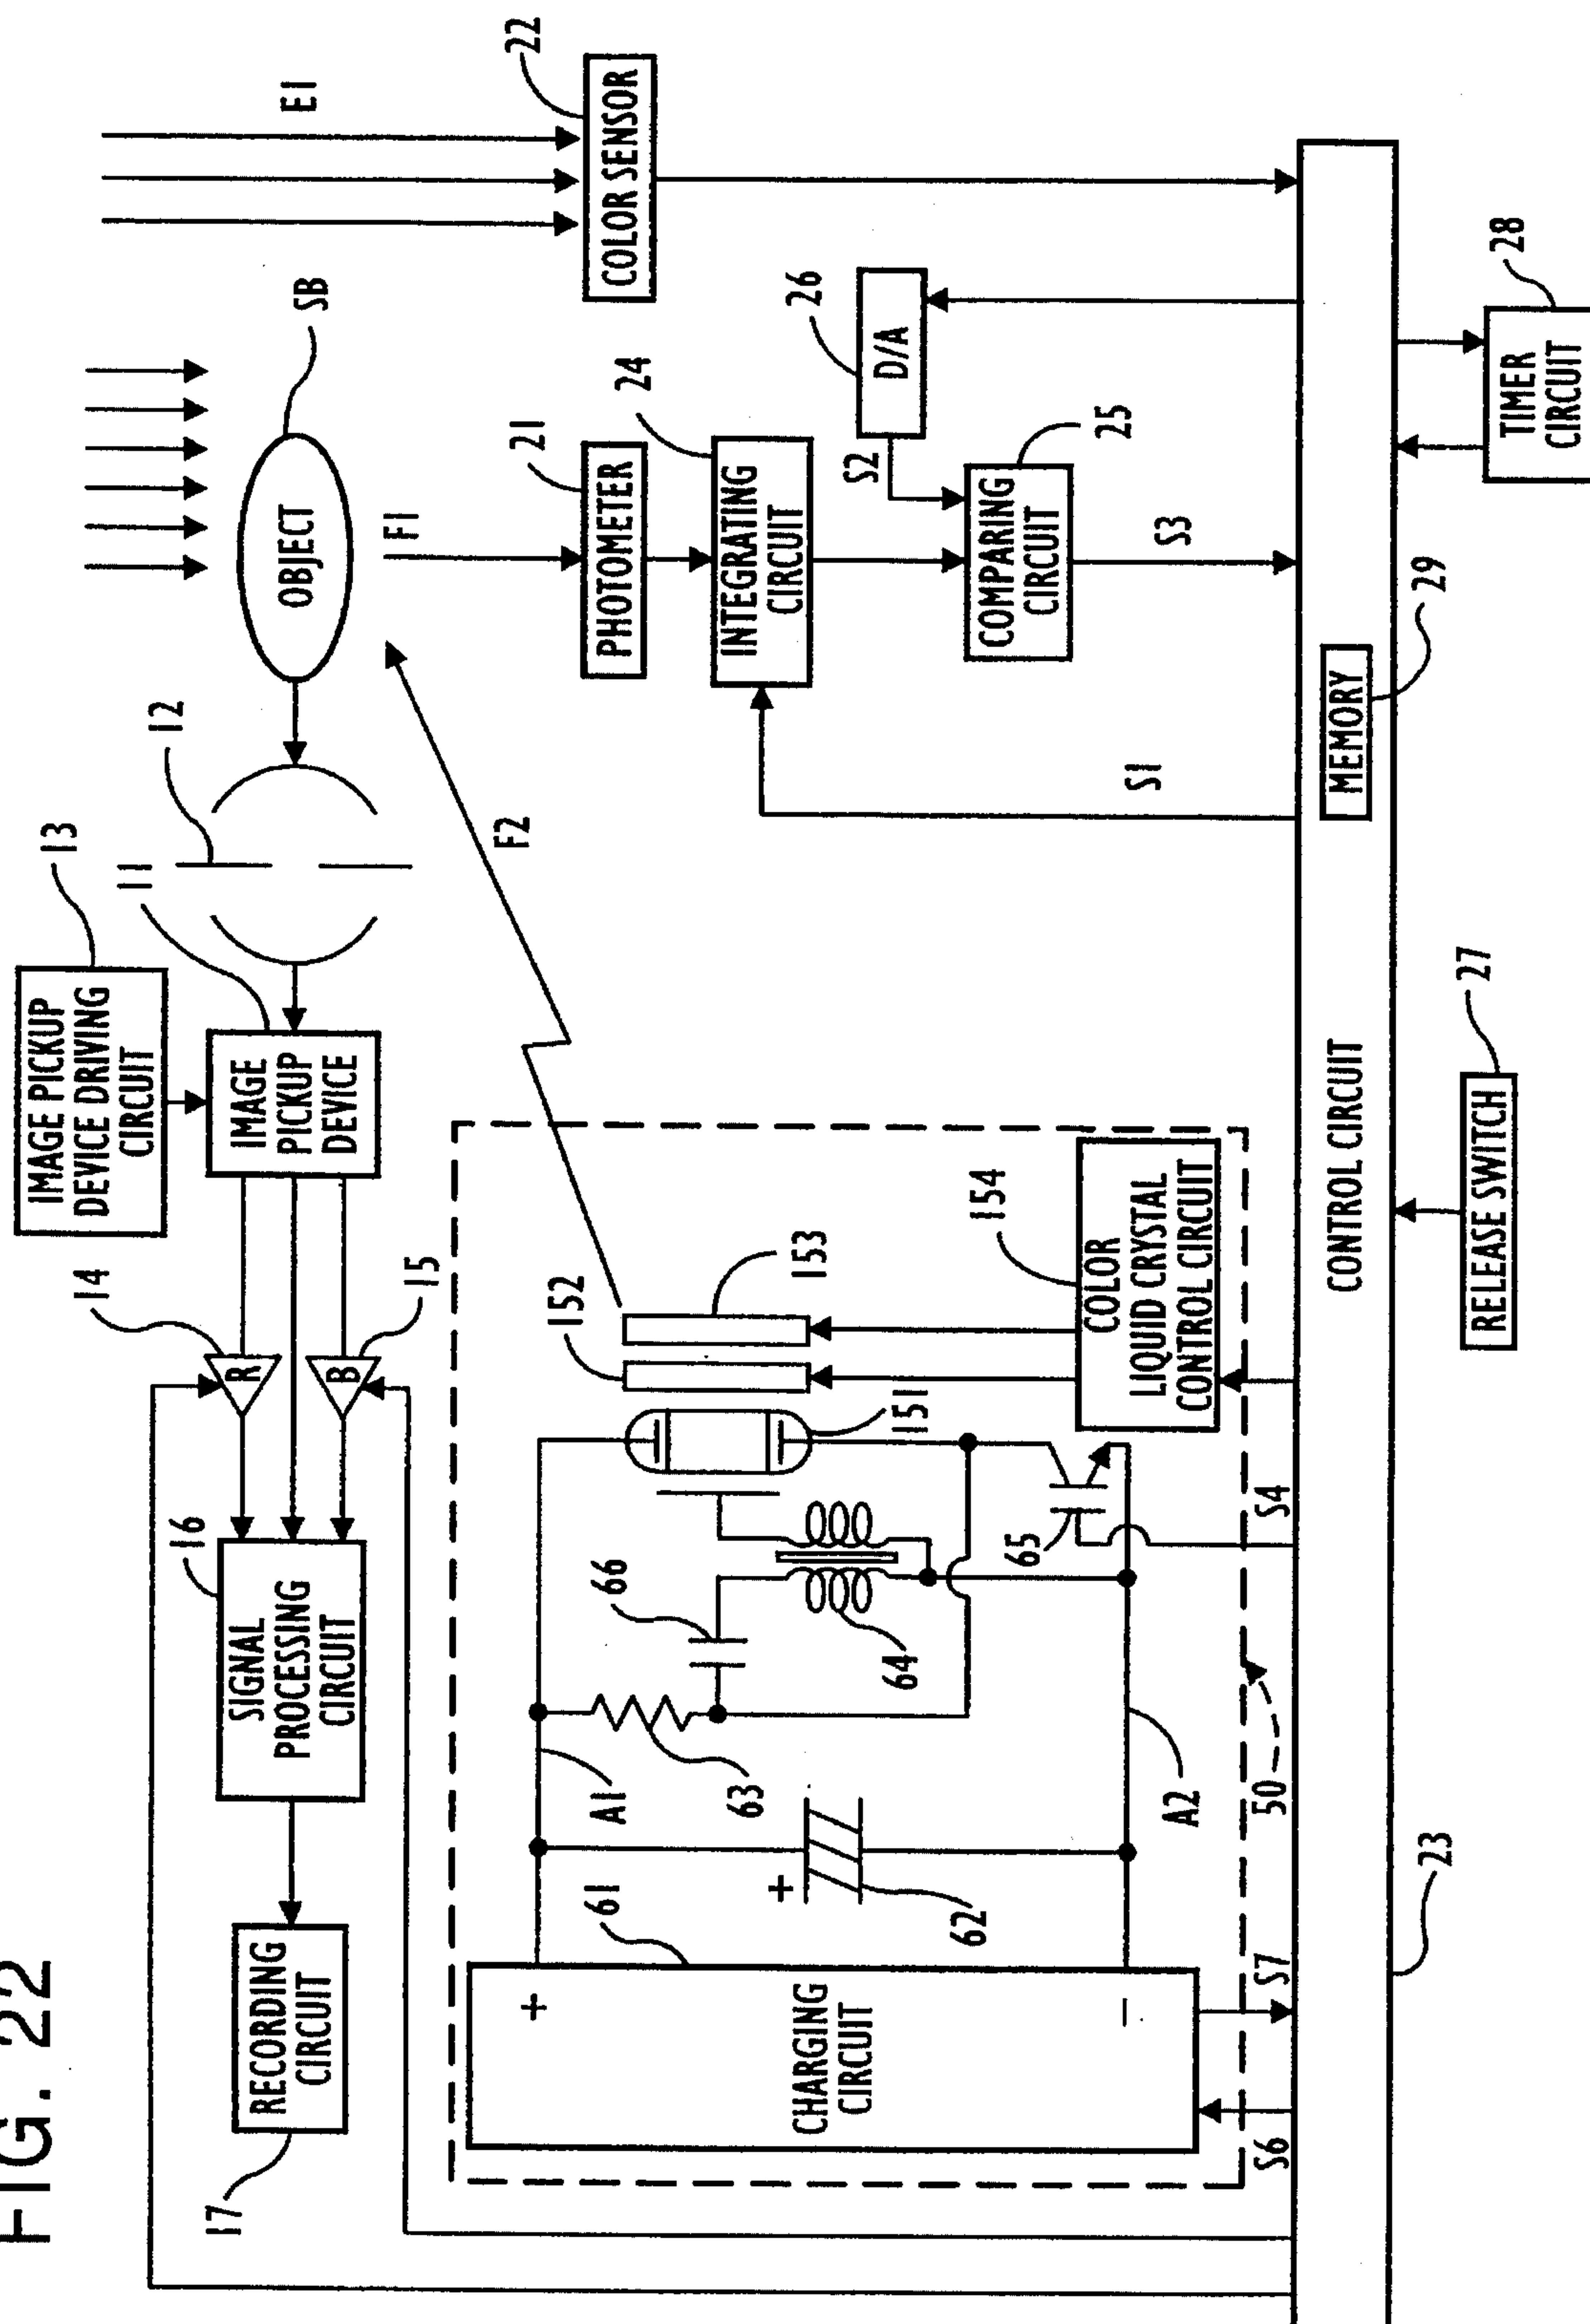 FIG. 22
17
RECORDING
CIRCUIT
16
SIGNAL
PROCESSING
CIRCUIT
14
R
15
B
13
IMAGE PICKUP
DEVICE DRIVING
CIRCUIT
11
IMAGE
PICKUP
DEVICE
12
SB
OBJECT
E1
22
COLOR SENSOR
F1
F2
21
PHOTOMETER
24
INTEGRATING
CIRCUIT
26
D/A
S2
25
COMPARING
CIRCUIT
S3
S1
61
+
CHARGING
CIRCUIT
−
+
62
A1
63
66
64
A2
65
151
152
153
154
COLOR
LIQUID CRYSTAL
CONTROL CIRCUIT
50
S6
S7
S4
23
CONTROL CIRCUIT
MEMORY
29
27
RELEASE SWITCH
28
TIMER
CIRCUIT